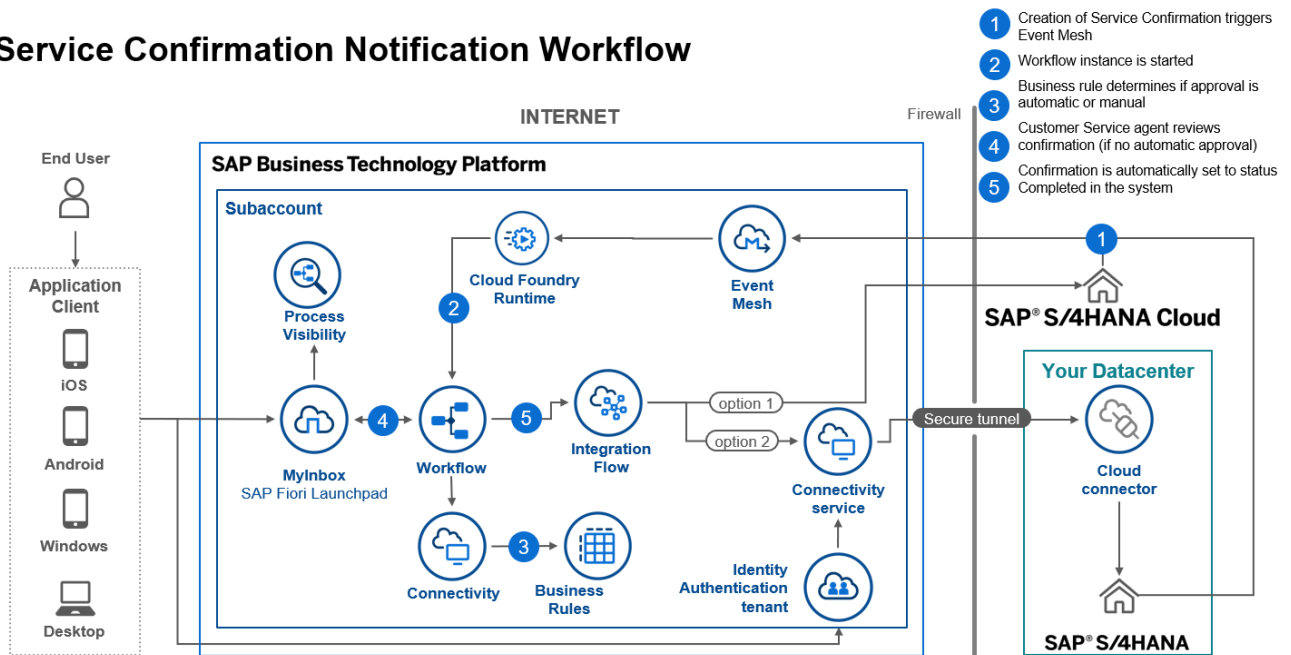 Service Confirmation Notification Workflow
1
Creation of Service Confirmation triggers
Event Mesh
2
Workflow instance is started
3
Business rule determines if approval is
automatic or manual
4
Customer Service agent reviews
confirmation (if no automatic approval)
5
Confirmation is automatically set to status
Completed in the system
INTERNET
Firewall
End User
Application
Client
iOS
Android
Windows
Desktop
SAP Business Technology Platform
Subaccount
Process
Visibility
Cloud Foundry
Runtime
Event
Mesh
1
SAP® S/4HANA Cloud
2
MyInbox
SAP Fiori Launchpad
4
Workflow
5
Integration
Flow
option 1
option 2
Connectivity
service
Secure tunnel
Your Datacenter
Cloud
connector
Connectivity
3
Business
Rules
Identity
Authentication
tenant
SAP® S/4HANA